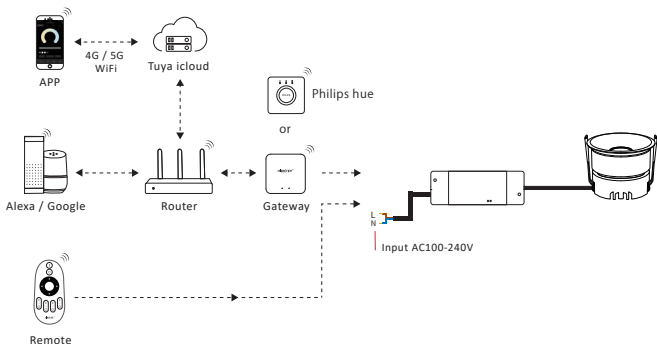 4G / 5G
WiFi
APP
Tuya icloud
Philips hue
or
Alexa / Google
Router
Gateway
L
N
Input AC100-240V
Remote